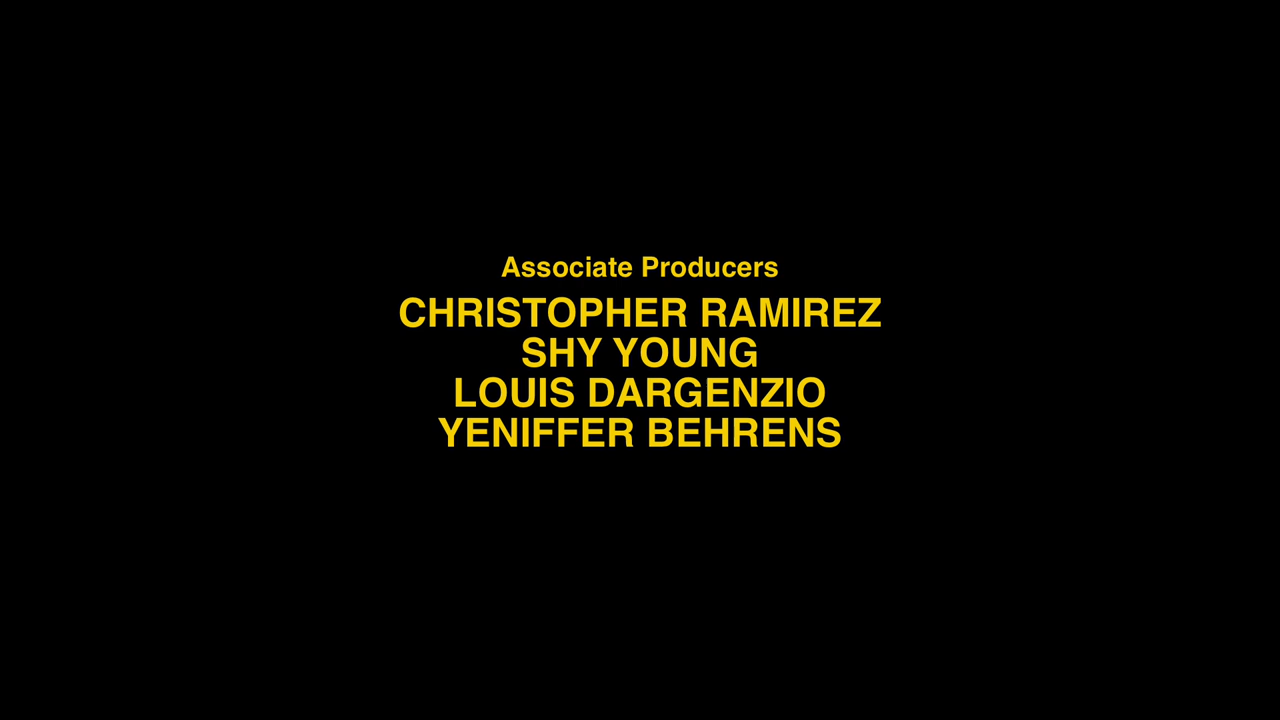 Associate Producers
CHRISTOPHER RAMIREZ
SHY YOUNG
LOUIS DARGENZIO
YENIFFER BEHRENS